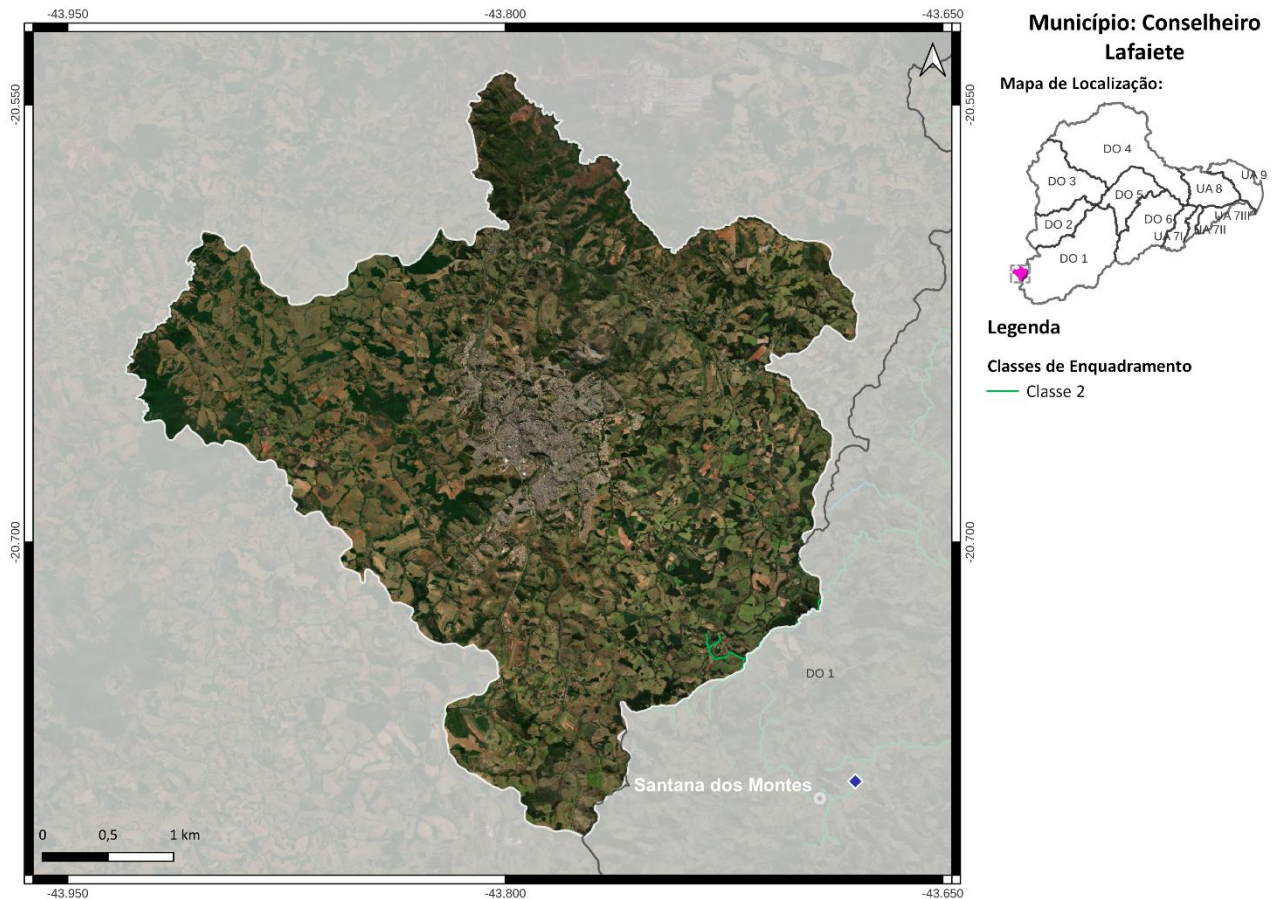 -43.950
-43.800
-43.650
-20.550
-20.550
-20.700
-20.700
DO 1
Santana dos Montes
0
0,5
1 km
-43.950
-43.800
-43.650
Município: Conselheiro
Lafaiete
Mapa de Localização:
DO 4
DO 3
UA 9
UA 8
DO 5
DO 2
DO 6
UA 7III
UA 7II
UA 7I
DO 1
Legenda
Classes de Enquadramento
Classe 2